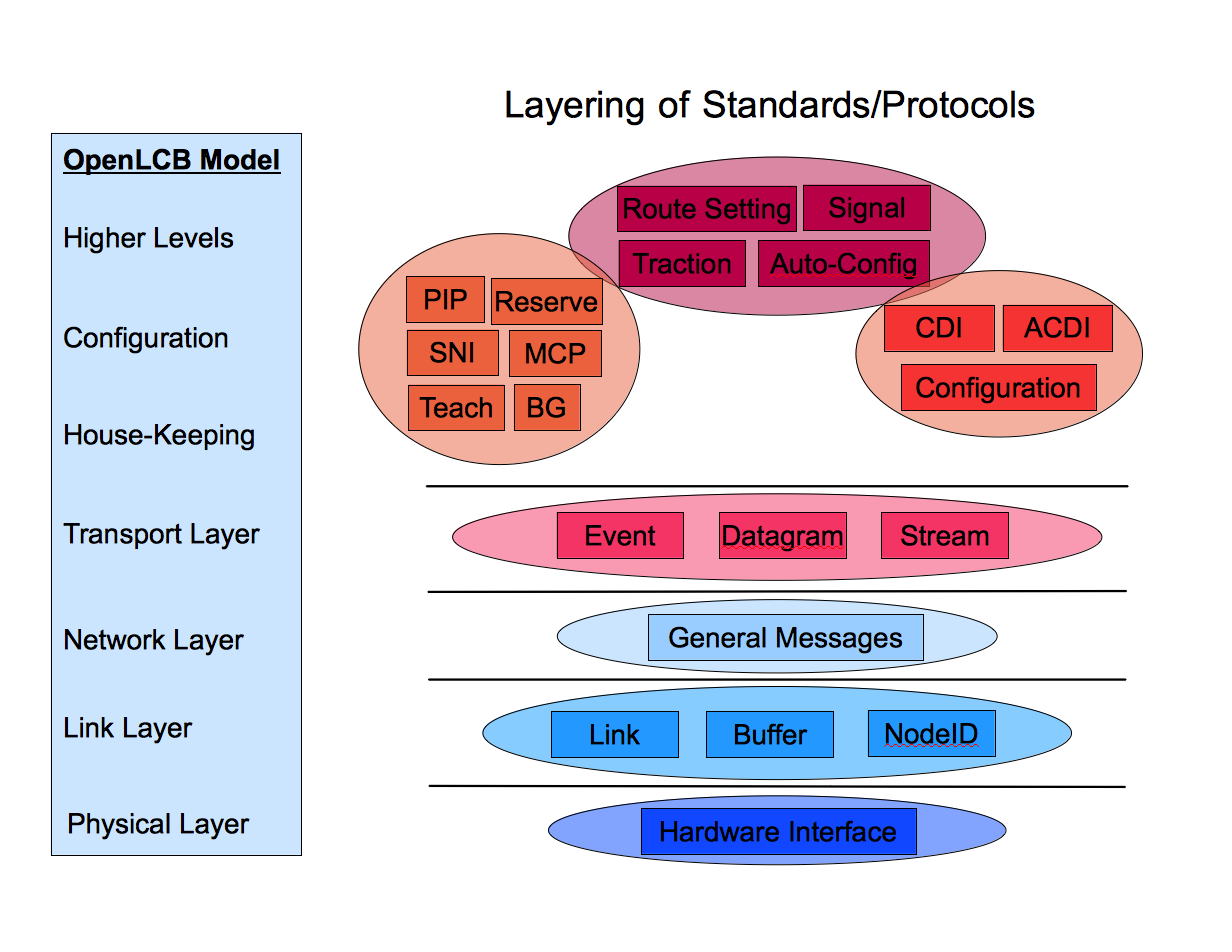 Layering of Standards/Protocols
OpenLCB Model
Higher Levels
Configuration
House-Keeping
Transport Layer
Network Layer
Link Layer
Physical Layer
Route Setting
Signal
Traction
Auto-Config
PIP
Reserve
SNI
MCP
Teach
BG
CDI
ACDI
Configuration
Event
Datagram
Stream
General Messages
Link
Buffer
NodeID
Hardware Interface